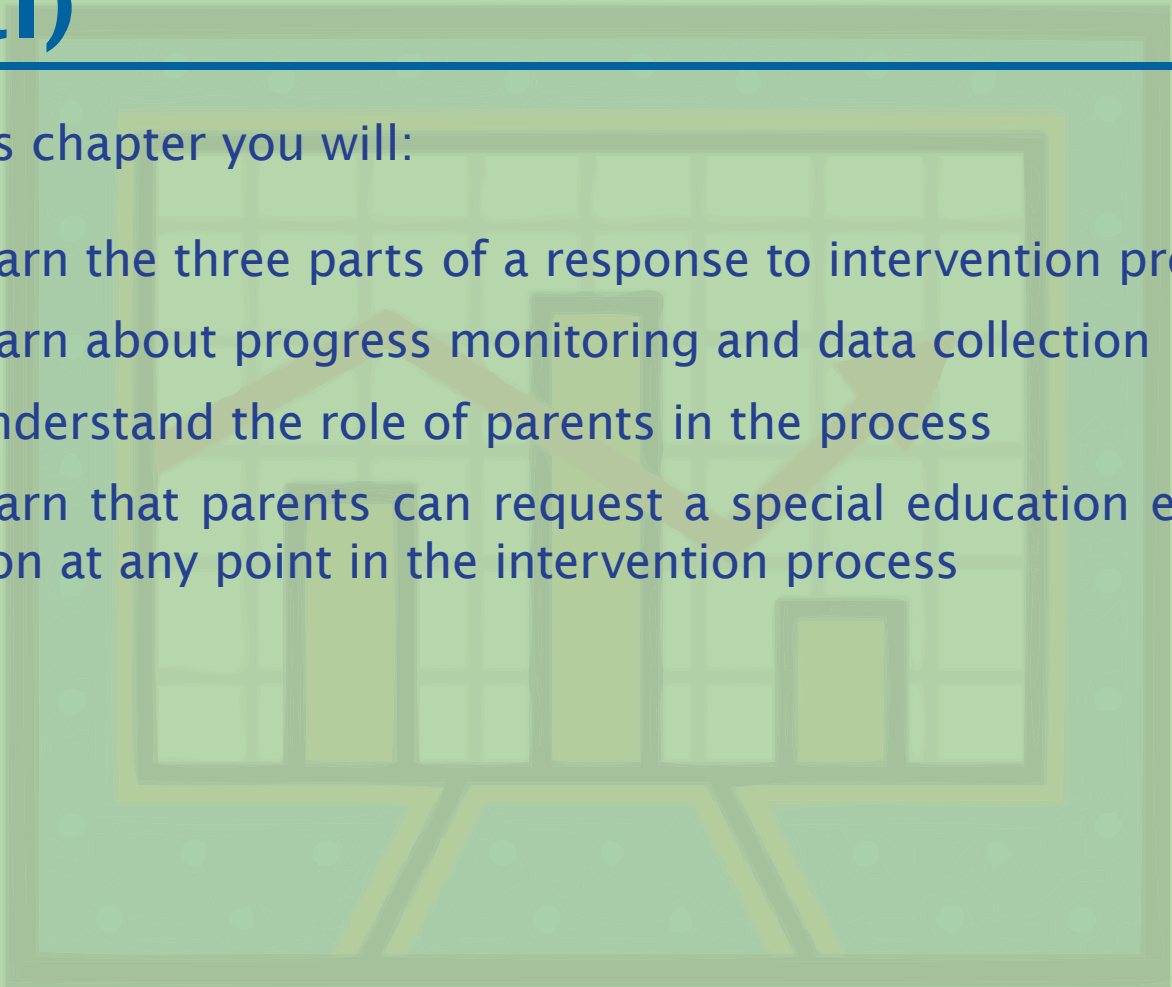 s chapter you will:
arn the three parts of a response to intervention pr
arn about progress monitoring and data collection
nderstand the role of parents in the process
arn that parents can request a special education e
on at any point in the intervention process